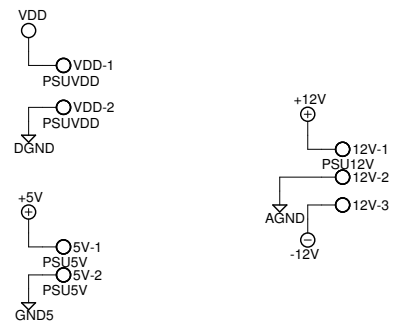 VDD
VDD-1
PSUVDD
VDD-2
PSUVDD
DGND
+12V
12V-1
PSU12V
12V-2
12V-3
AGND
-12V
+5V
5V-1
PSU5V
5V-2
PSU5V
GND5